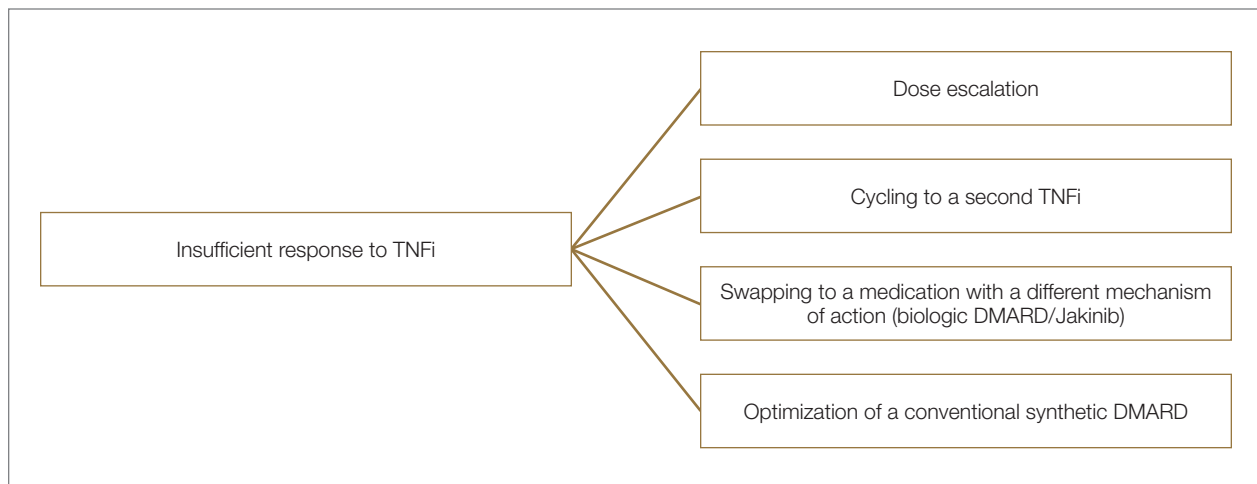 Insufficient response to TNFi
Dose escalation
Cycling to a second TNFi
Swapping to a medication with a different mechanism
of action (biologic DMARD/Jakinib)
Optimization of a conventional synthetic DMARD